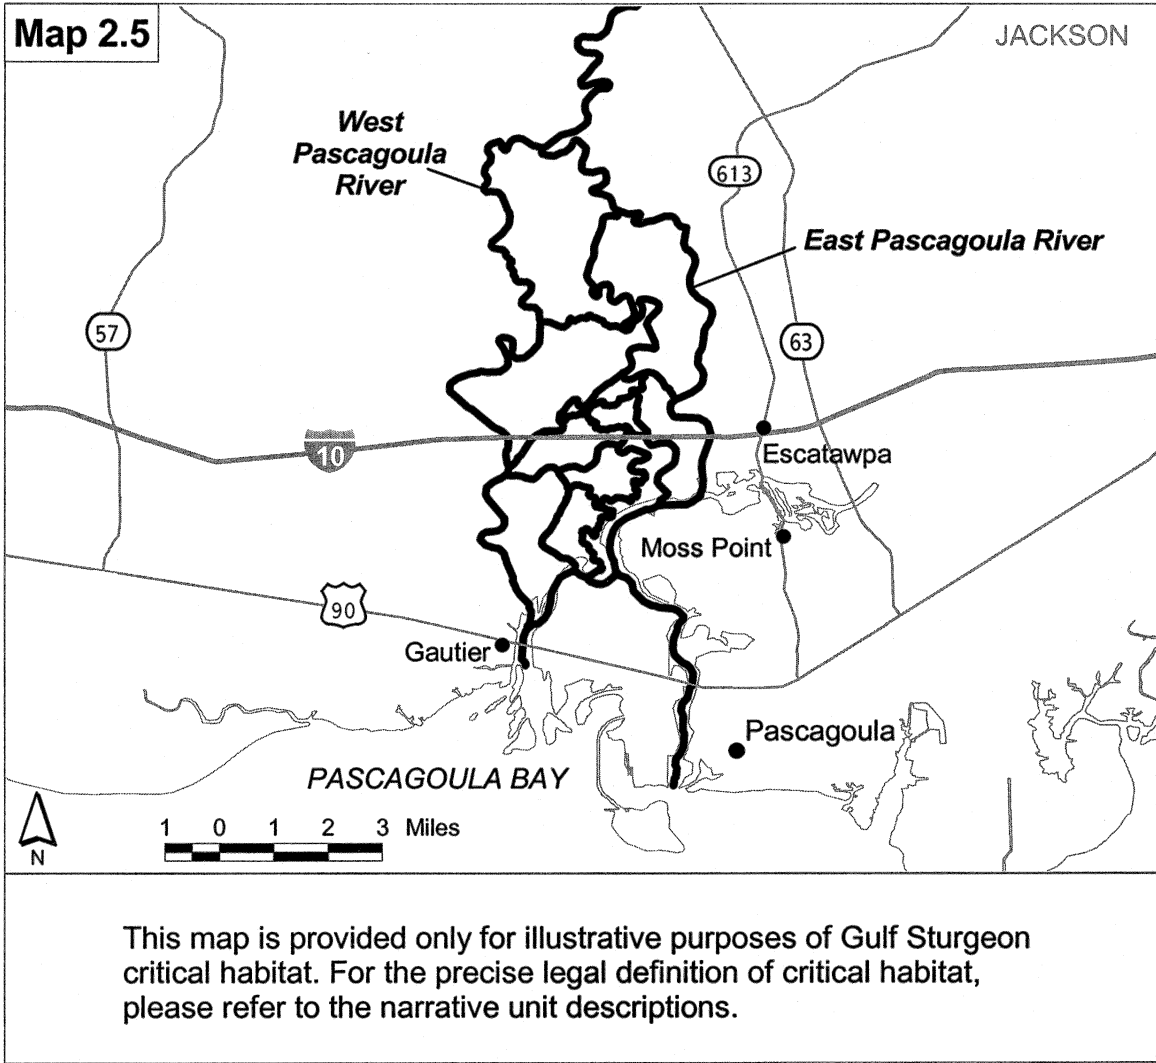 Map 2.5
JACKSON
West
Pascagoula
River
613
East Pascagoula River
57
63
10
Escatawpa
Moss Point
90
Gautier
Pascagoula
PASCAGOULA BAY
N
1 0 1 2 3 Miles
This map is provided only for illustrative purposes of Gulf Sturgeon
critical habitat. For the precise legal definition of critical habitat,
please refer to the narrative unit descriptions.